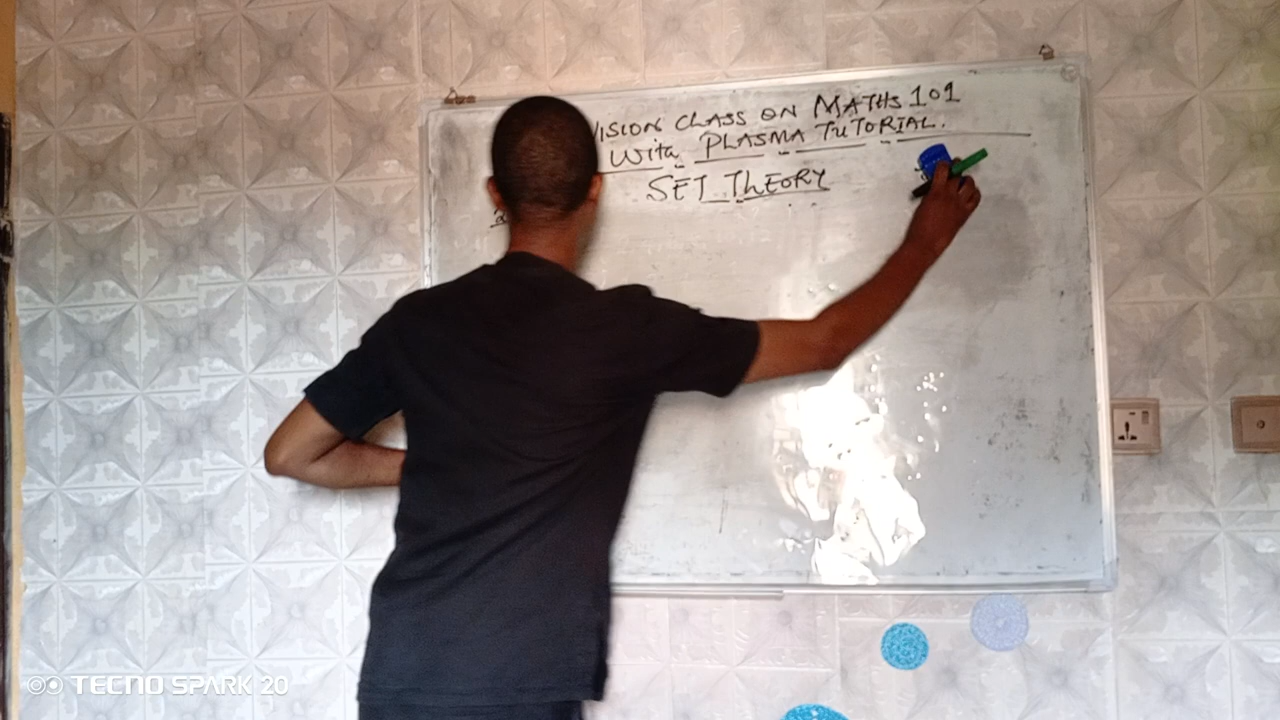 VISION CLASS ON MATHS 101
With PLASMA TUTORIAL.
SET THEORY
TECNO SPARK 20